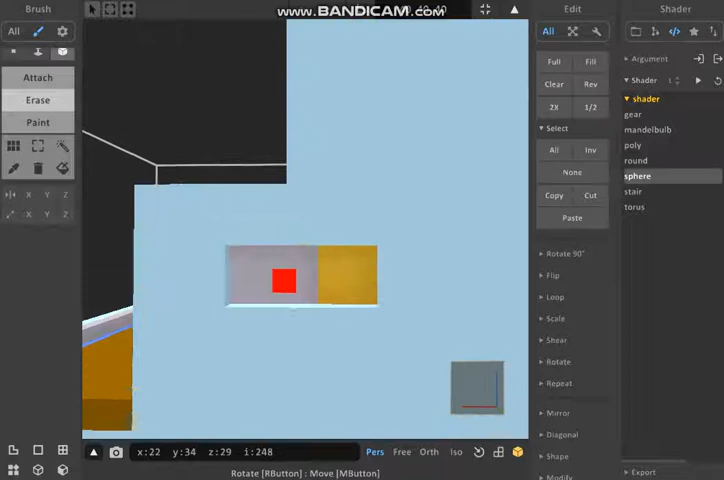 Brush
www.BANDICAM.com
Edit
Shader
All
All
Full
Fill
Argument
Attach
Clear
Rev
Shader
Erase
2X
1/2
shader
gear
Paint
Select
mandelbulb
All
Inv
poly
None
round
sphere
X Y Z
Copy
Cut
stair
X Y Z
Paste
torus
Rotate 90°
Flip
Loop
Scale
Shear
Rotate
Repeat
Mirror
Diagonal
x:22 y:34 z:29 i:248
Pers Free Orth Iso
Shape
Rotate [RButton] : Move [MButton]
Modify
Export